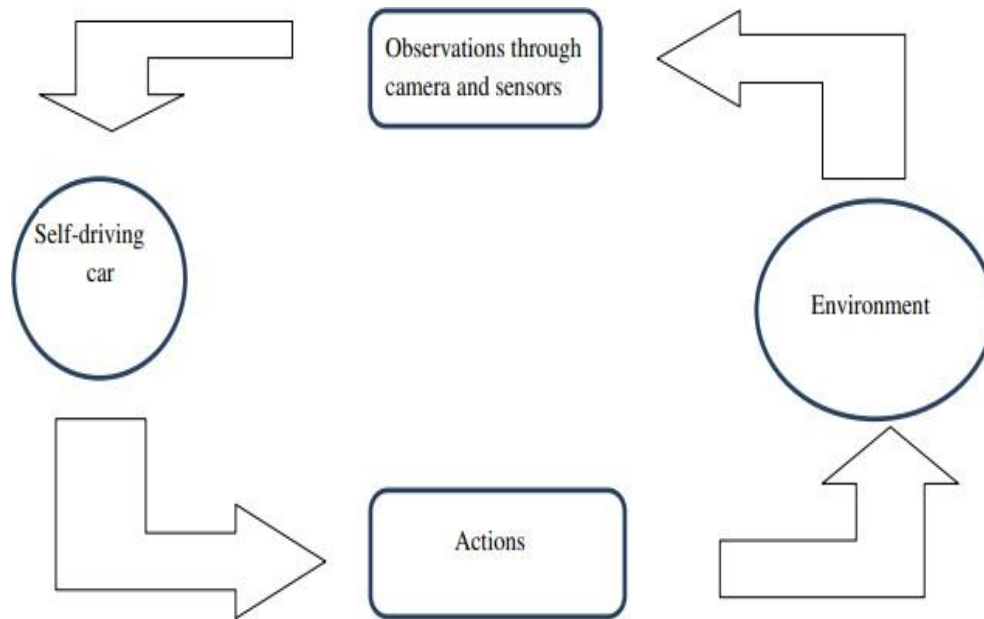 Observations through
camera and sensors
Self-driving
car
Environment
Actions